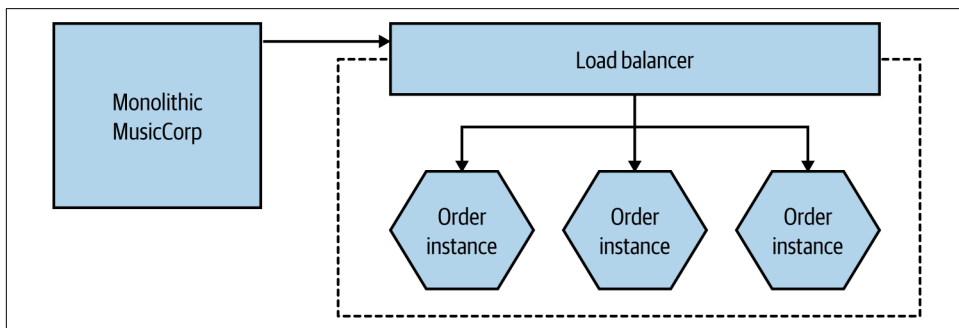 Monolithic
MusicCorp
Load balancer
Order
instance
Order
instance
Order
instance